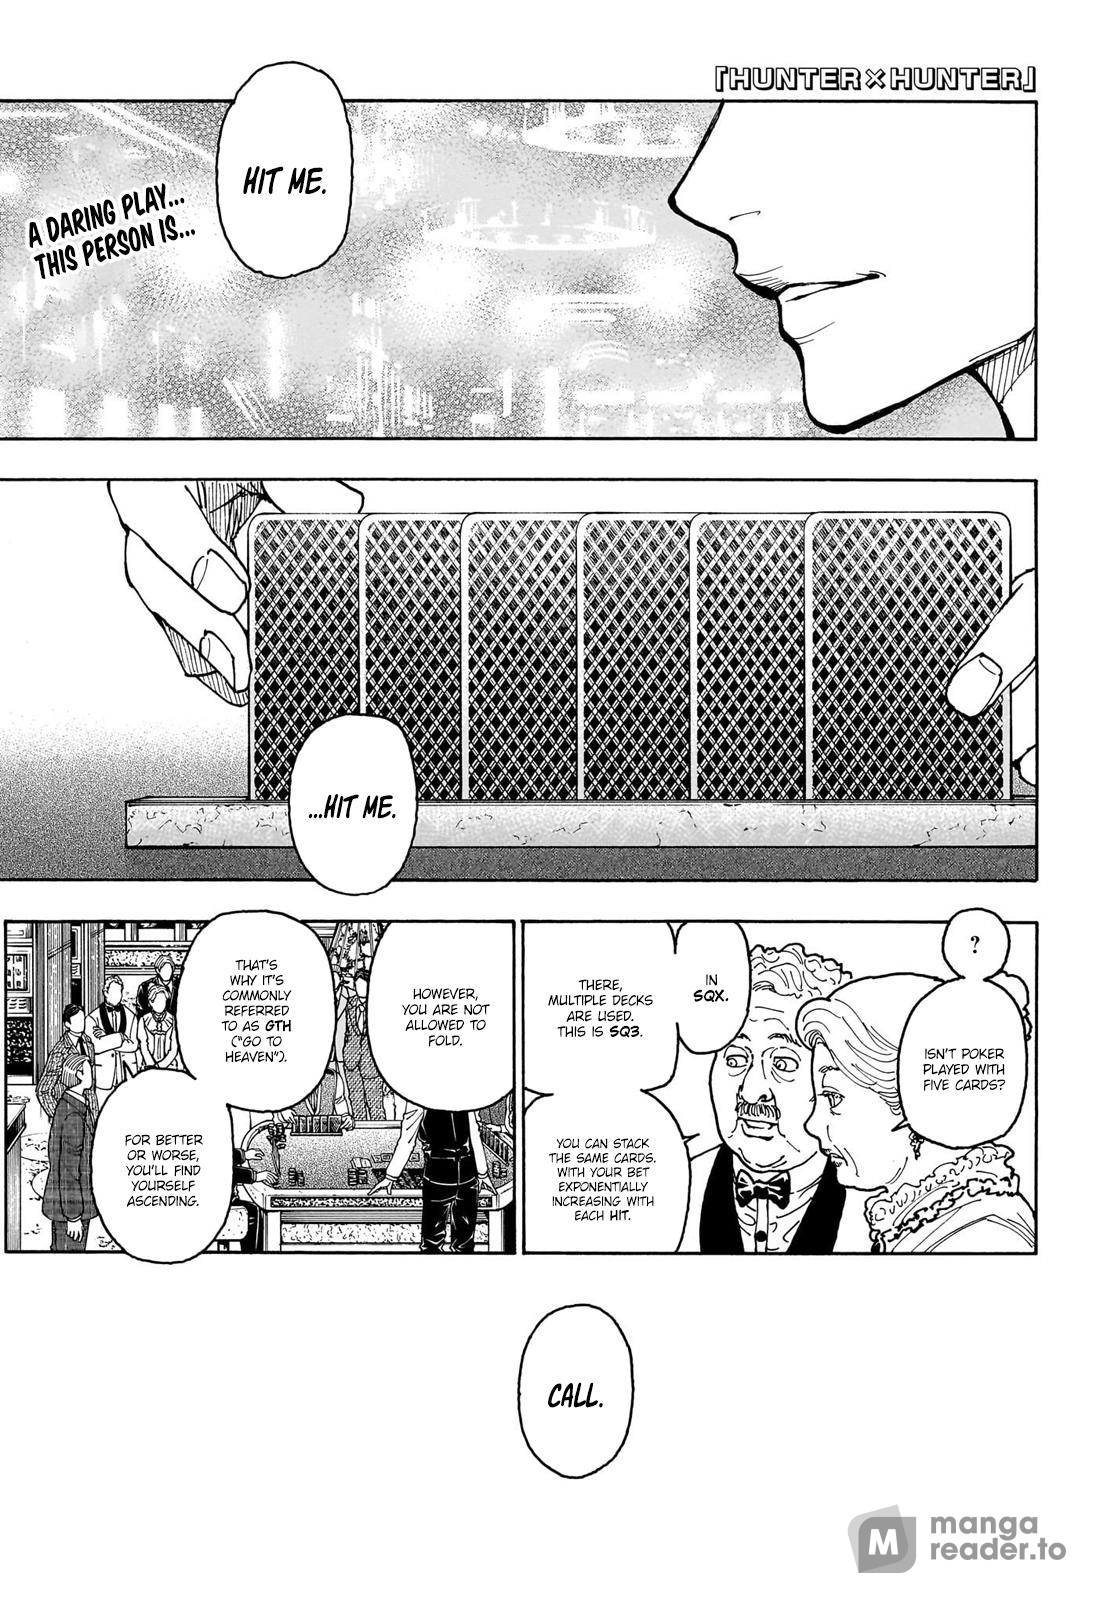 「HUNTER×HUNTER」
HIT ME.
A DARING PLAY...
THIS PERSON IS...
...HIT ME.
?
ISN'T POKER
PLAYED WITH
FIVE CARDS?
IN
SQX.
THERE,
MULTIPLE DECKS
ARE USED.
THIS IS SQ3.
YOU CAN STACK
THE SAME CARDS.
WITH YOUR BET
EXPONENTIALLY
INCREASING WITH
EACH HIT.
HOWEVER,
YOU ARE NOT
ALLOWED TO
FOLD.
THAT'S
WHY IT'S
COMMONLY
REFERRED
TO AS GTH
("GO TO
HEAVEN").
FOR BETTER
OR WORSE,
YOU'LL FIND
YOURSELF
ASCENDING.
CALL.
M
manga
reader.to